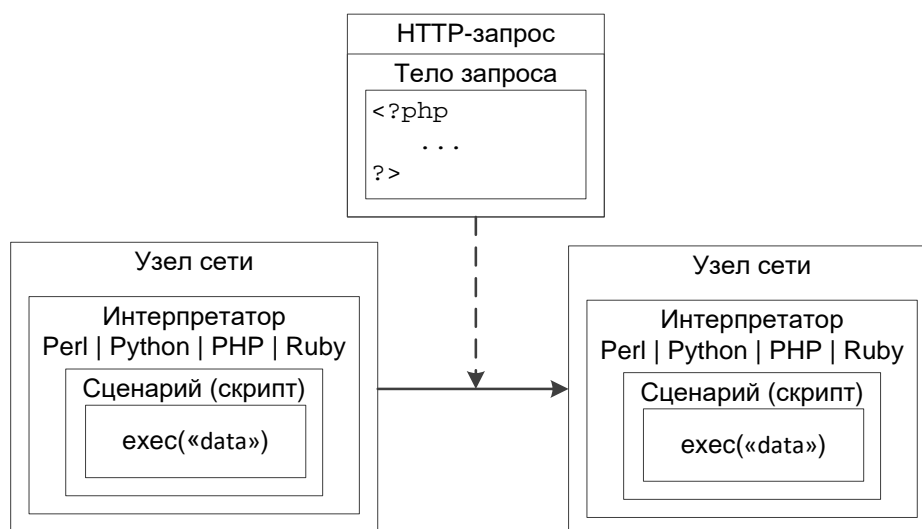 HTTP-запрос
Тело запроса
<?php
...
?>
Узел сети
Интерпретатор
Perl | Python | PHP | Ruby
Сценарий (скрипт)
exec(«data»)
Узел сети
Интерпретатор
Perl | Python | PHP | Ruby
Сценарий (скрипт)
exec(«data»)